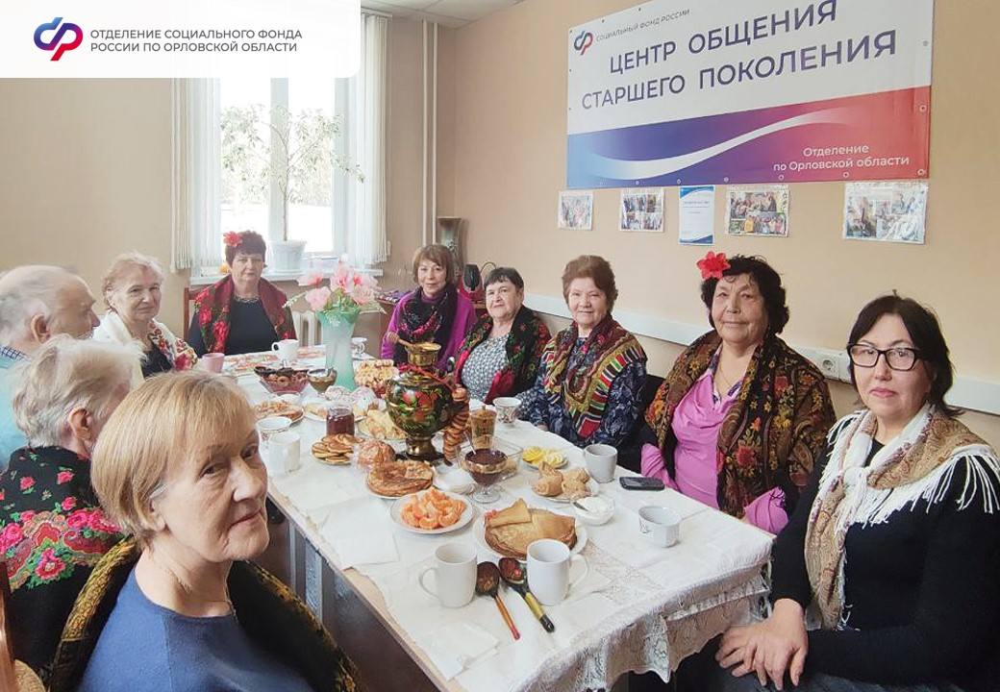 ОТДЕЛЕНИЕ СОЦИАЛЬНОГО ФОНДА
РОССИИ ПО ОРЛОВСКОЙ ОБЛАСТИ
СОЦИАЛЬНЫЙ ФОНД РОССИИ
ЦЕНТР ОБЩЕНИЯ
СТАРШЕГО ПОКОЛЕНИЯ
Отделение
по Орловской области